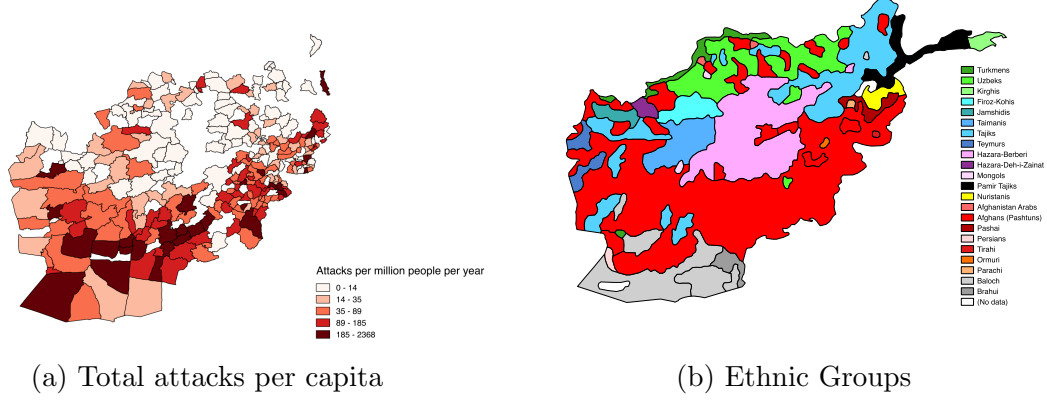 Attacks per million people per year
0 - 14
14 - 35
35 - 89
89 - 185
185 - 2368
(a) Total attacks per capita
Turkmens
Uzbeks
Kirghis
Firoz-Kohis
Jamshidis
Taimanis
Tajiks
Teymurs
Hazara-Berberi
Hazara-Deh-i-Zainat
Mongols
Pamir Tajiks
Nuristanis
Afghanistan Arabs
Afghans (Pashtuns)
Pashai
Persians
Tirahi
Ormuri
Parachi
Baloch
Brahui
(No data)
(b) Ethnic Groups